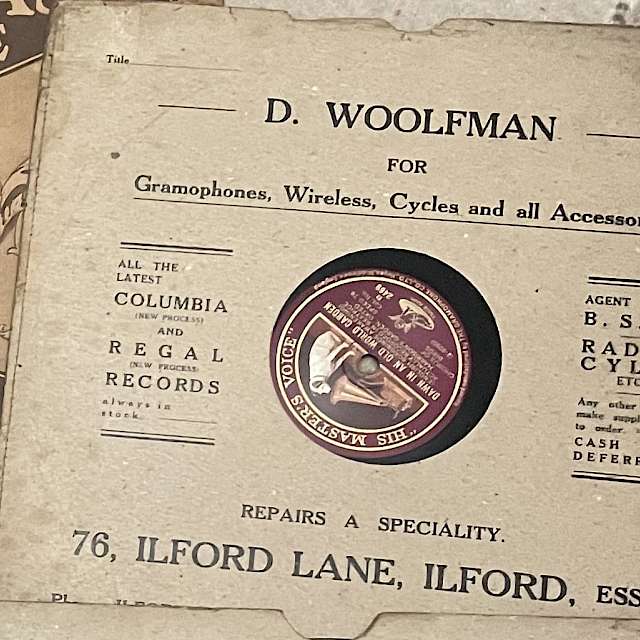 Title
D. WOOLFMAN
FOR
Gramophones, Wireless, Cycles and all Accessor
ALL THE
LATEST
COLUMBIA
(NEW PROCESS)
AND
REGAL
(NEW PROCESS)
RECORDS
always in
stock.
"HIS MASTER'S VOICE"
DAWN IN AN OLD WORLD GARDEN
B 2469
AGENT
B. S.
RAD
CYL
ETC
Any other
make suppl
to order.
CASH
DEFERR
REPAIRS A SPECIALITY.
76, ILFORD LANE, ILFORD, ESS